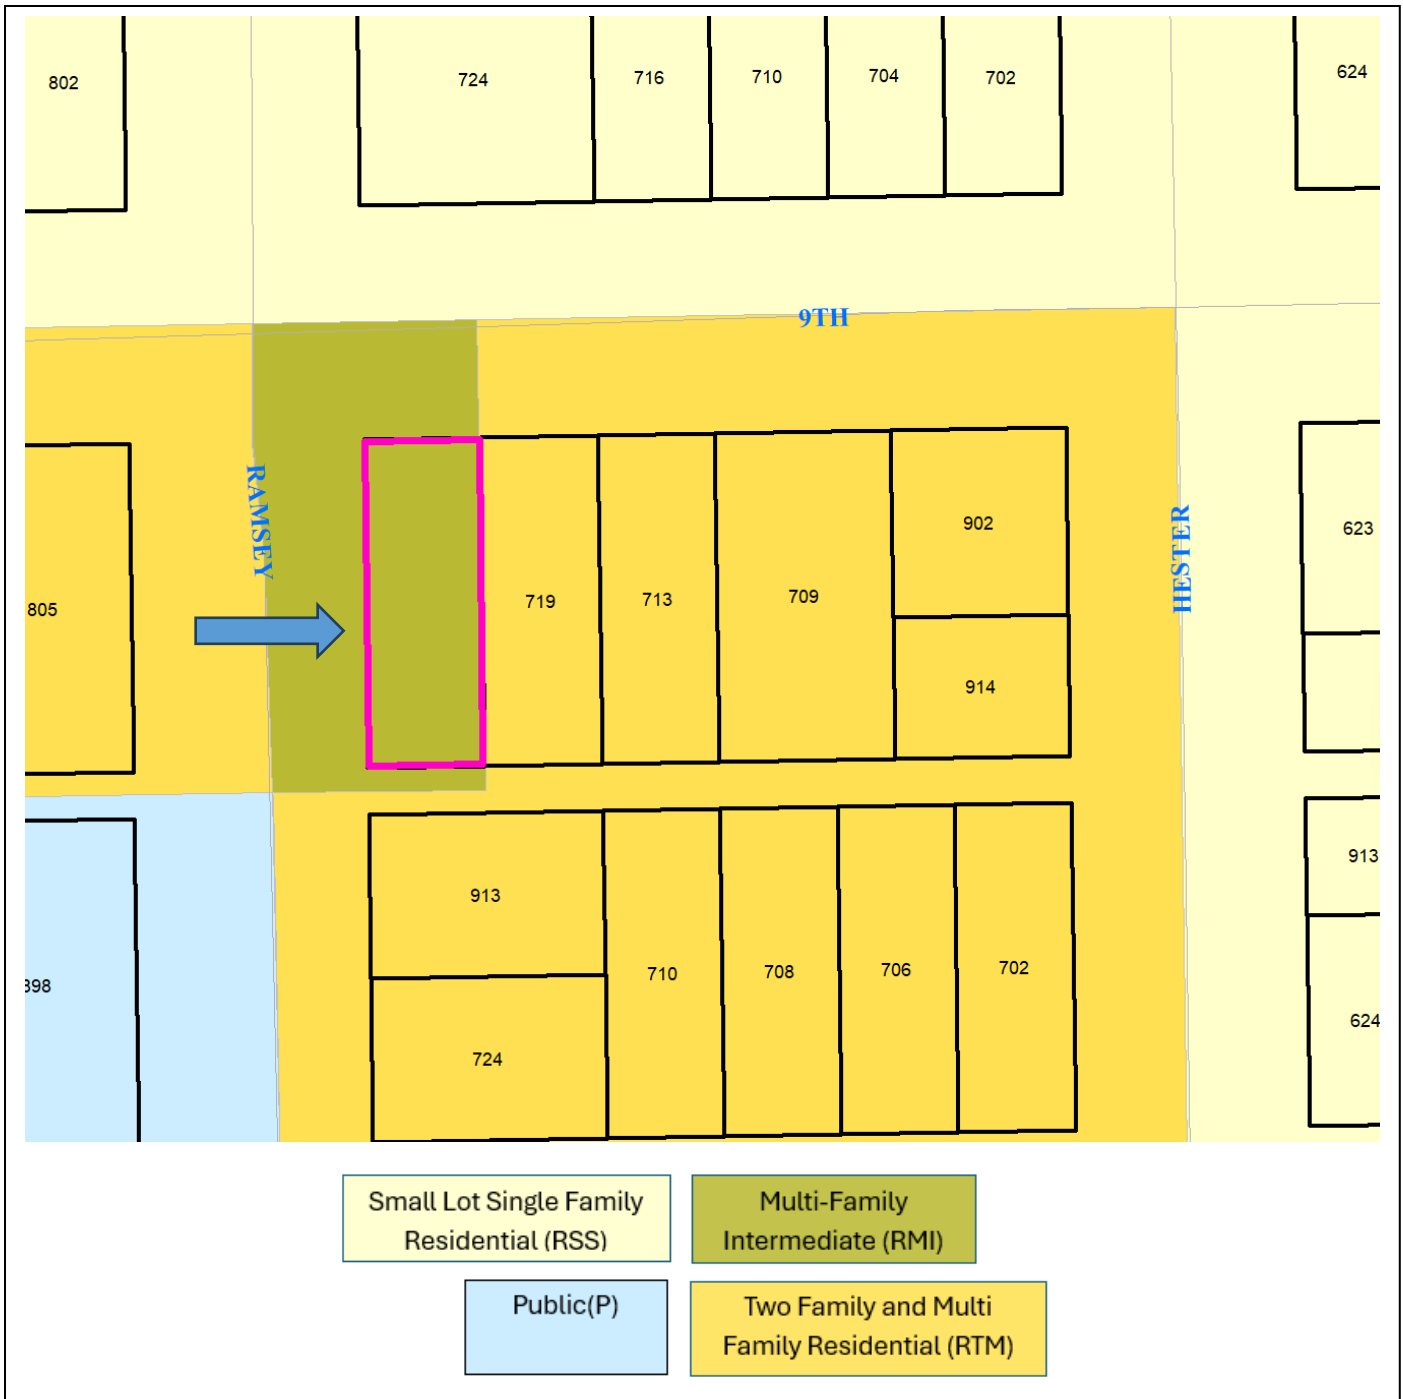 802
724
716
710
704
702
624
9TH
RAMSEY
HESTER
902
623
805
719
713
709
914
913
913
710
708
706
702
724
624
Small Lot Single Family
Residential (RSS)
Multi-Family
Intermediate (RMI)
Public(P)
Two Family and Multi
Family Residential (RTM)